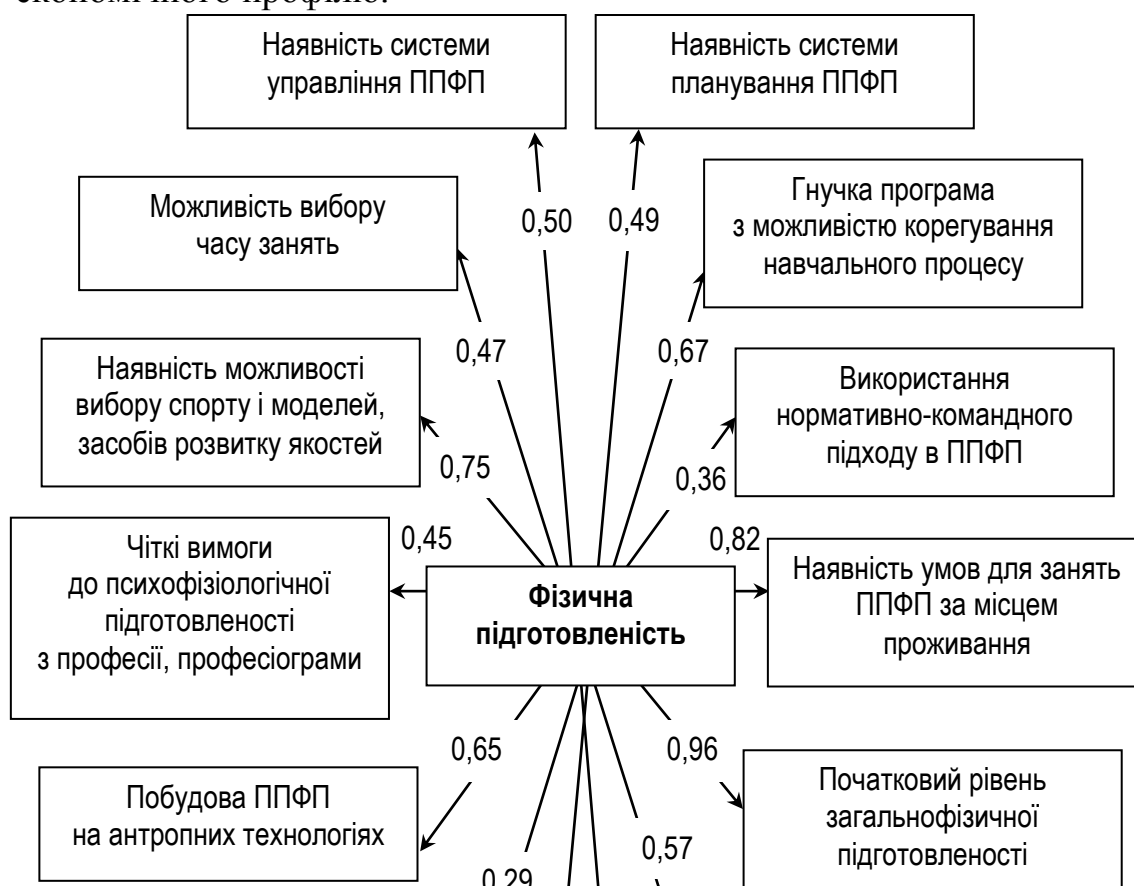 економічного профілю.
Наявність системи
управління ППФП
Наявність системи
планування ППФП
Можливість вибору
часу занять
0,50
0,49
Гнучка програма
з можливістю корегування
навчального процесу
0,47
0,67
Наявність можливості
вибору спорту і моделей,
засобів розвитку якостей
Використання
нормативно-командного
підходу в ППФП
0,75
0,36
Чіткі вимоги
до психофізіологічної
підготовленості
з професії, професіограми
0,45
0,82
Фізична
підготовленість
Наявність умов для занять
ППФП за місцем
проживання
0,65
0,96
Побудова ППФП
на антропних технологіях
Початковий рівень
загальнофізичної
підготовленості
0,57
0,29